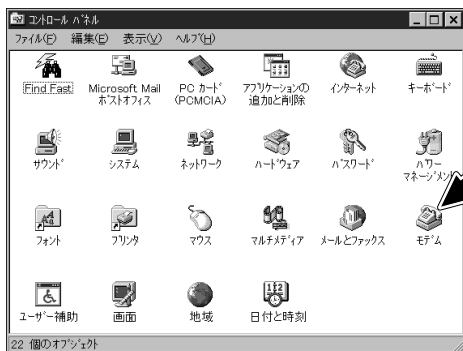 コントロール パネル
ファイル(F) 編集(E) 表示(V) ヘルプ(H)
Find Fast
Microsoft Mail
ポストオフィス
PC カード
(PCMCIA)
アプリケーションの
追加と削除
インターネット
キーボード
サウンド
システム
ネットワーク
ハードウェア
パスワード
パワー
マネージメント
フォント
プリンタ
マウス
マルチメディア
メールとファックス
モデム
ユーザー補助
画面
地域
日付と時刻
22 個のオブジェクト